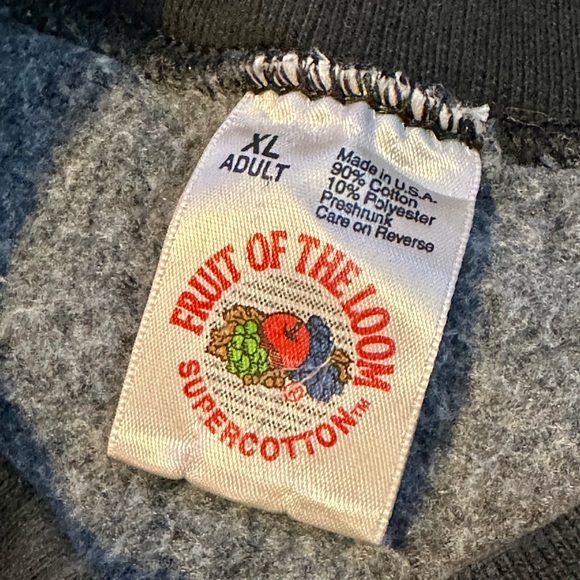 XL
ADULT
Made in U.S.A.
90% Cotton
10% Polyester
Preshrunk
Care on Reverse
FRUIT OF THE LOOM
®
SUPERCOTTON™